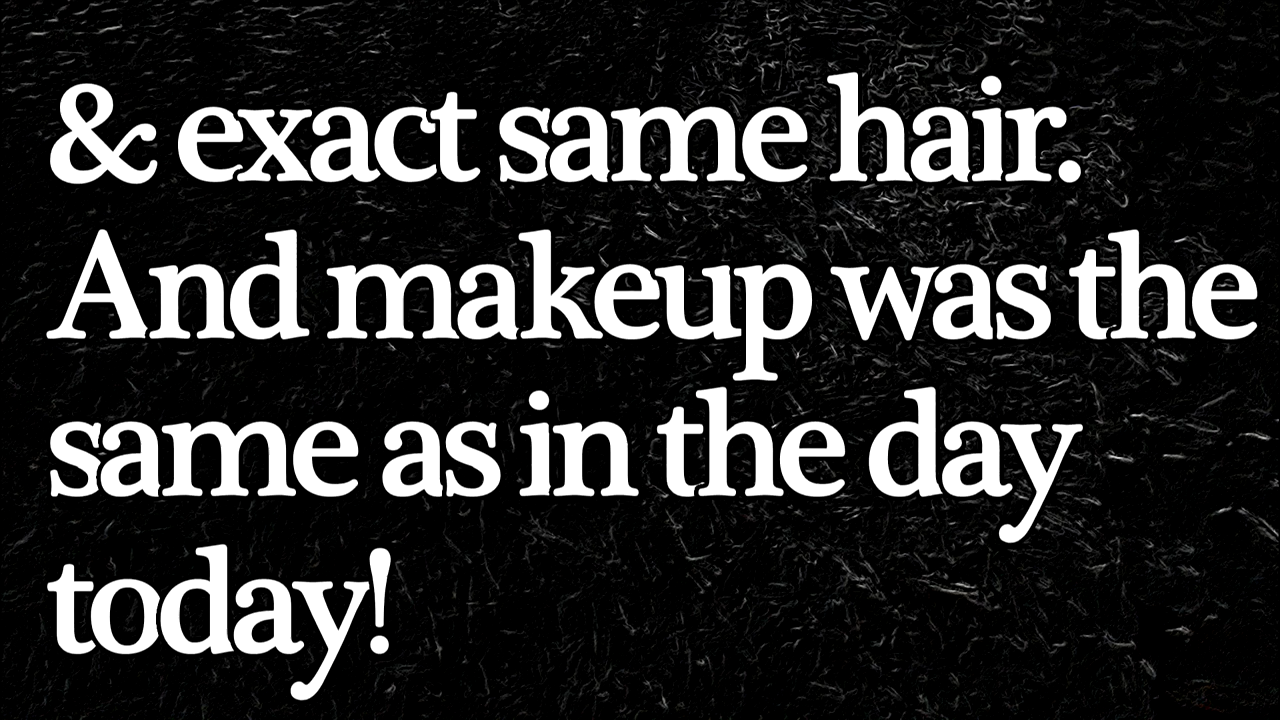 & exact same hair.
And makeup was the
same as in the day
today!